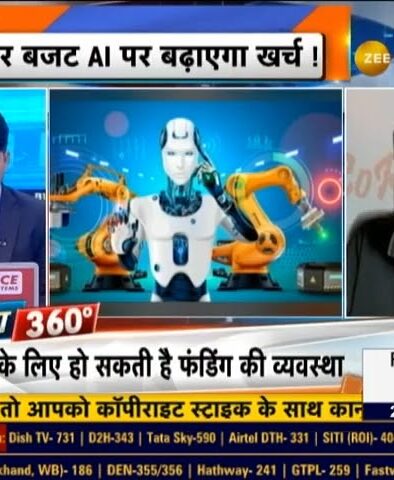 र बजट AI पर बढ़ाएगा खर्च !
ZEE
CE
360°
के लिए हो सकती है फंडिंग की व्यवस्था
तो आपको कॉपीराइट स्टाइक के साथ कान
Dish TV- 731 | D2H-343 | Tata Sky-590 | Airtel DTH- 331 | SITI (ROI)- 40
khand, WB)- 186 | DEN-355/356 | Hathway- 241 | GTPL- 259 | Fastw